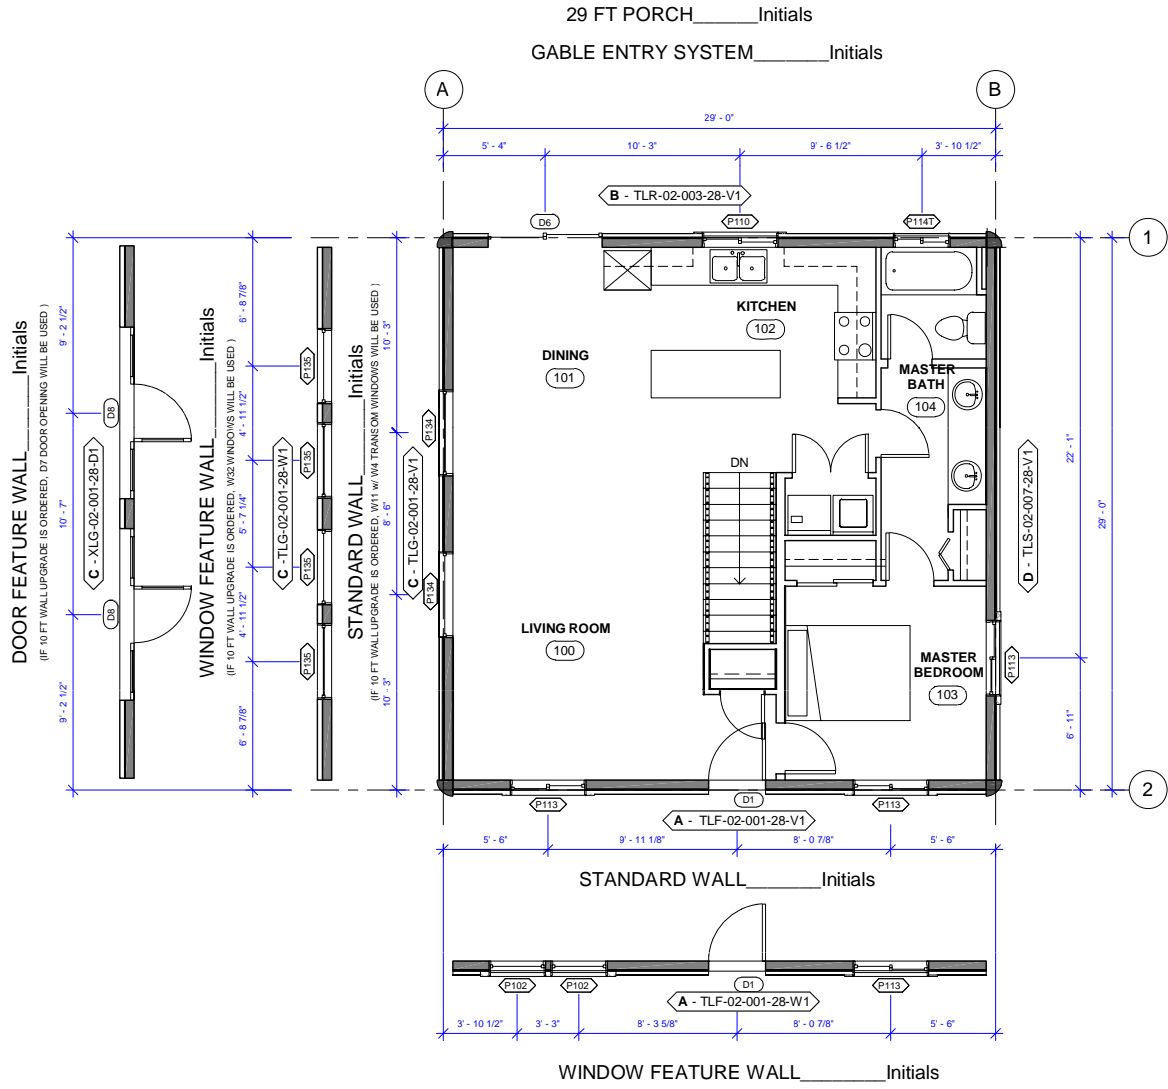 29 FT PORCH______Initials
GABLE ENTRY SYSTEM_______Initials
A
B
29' - 0"
5' - 4"
10' - 3"
9' - 6 1/2"
3' - 10 1/2"
B - TLR-02-003-28-V1
D6
P110
P114T
1
2
DOOR FEATURE WALL______Initials
(IF 10 FT WALL UPGRADE IS ORDERED, D7 DOOR OPENING WILL BE USED )
9' - 2 1/2"
10' - 7"
9' - 2 1/2"
C - XLG-02-001-28-D1
D8
D8
WINDOW FEATURE WALL______Initials
(IF 10 FT WALL UPGRADE IS ORDERED, W32 WINDOWS WILL BE USED )
6' - 8 7/8"
4' - 11 1/2"
5' - 7 1/4"
4' - 11 1/2"
6' - 8 7/8"
C - TLG-02-001-28-W1
P135
P135
P135
P135
STANDARD WALL______Initials
(IF 10 FT WALL UPGRADE IS ORDERED, W11 w/ W4 TRANSOM WINDOWS WILL BE USED )
10' - 3"
8' - 6"
10' - 3"
C - TLG-02-001-28-V1
P134
P134
KITCHEN
102
DINING
101
MASTER
BATH
104
DN
LIVING ROOM
100
MASTER
BEDROOM
103
D - TLS-02-007-28-V1
P113
22' - 1"
6' - 11"
29' - 0"
P113
D1
P113
A - TLF-02-001-28-V1
5' - 6"
9' - 11 1/8"
8' - 0 7/8"
5' - 6"
STANDARD WALL_______Initials
P102
P102
D1
P113
A - TLF-02-001-28-W1
3' - 10 1/2"
3' - 3"
8' - 3 5/8"
8' - 0 7/8"
5' - 6"
WINDOW FEATURE WALL________Initials